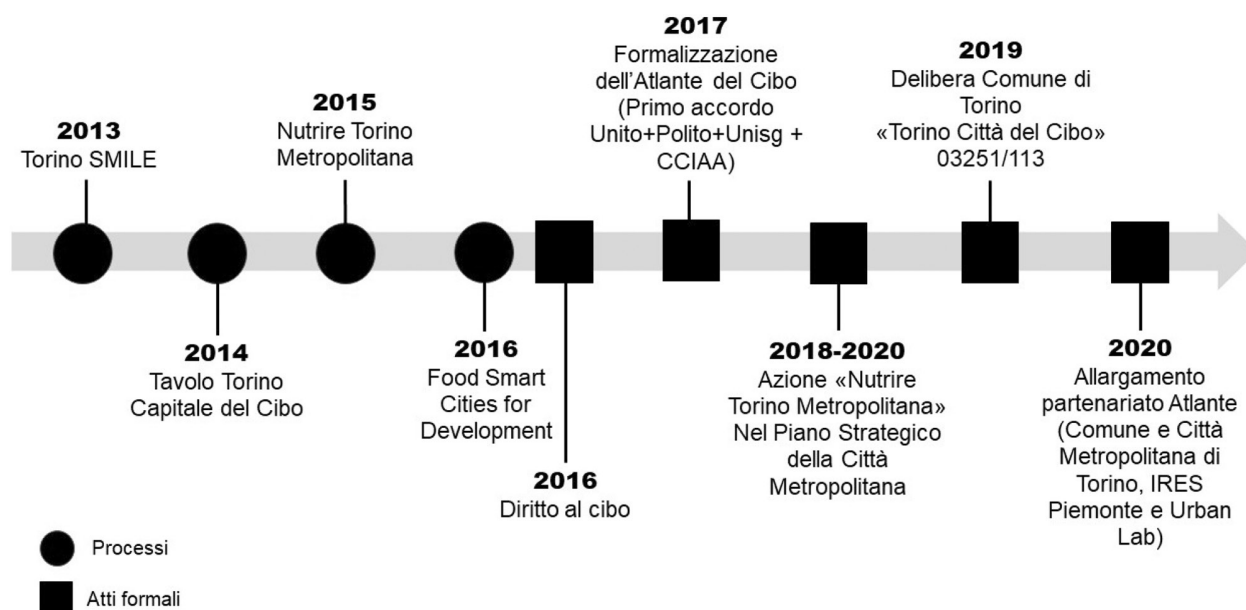 2013
Torino SMILE
2014
Tavolo Torino
Capitale del Cibo
2015
Nutrire Torino
Metropolitana
2016
Food Smart
Cities for
Development
2016
Diritto al cibo
2017
Formalizzazione
dell'Atlante del Cibo
(Primo accordo
Unito+Polito+Unisg +
CCIAA)
2018-2020
Azione «Nutrire
Torino Metropolitana»
Nel Piano Strategico
della Città
Metropolitana
2019
Delibera Comune di
Torino
«Torino Città del Cibo»
03251/113
2020
Allargamento
partenariato Atlante
(Comune e Città
Metropolitana di
Torino, IRES
Piemonte e Urban
Lab)
Processi
Atti formali